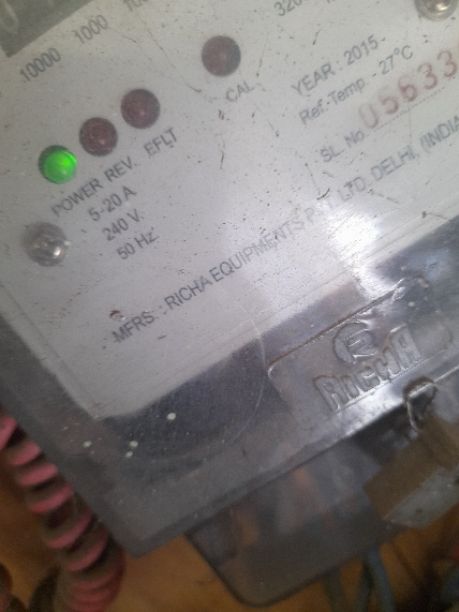 10000 1000
CAL
POWER REV. EFLT
5-20 A
240 V.
50 Hz
YEAR : 2015-
Ref. Temp. - 27°C
SL. No.
MFRS. : RICHA EQUIPMENTS LTD. DELHI, (INDIA
R
RICCHA